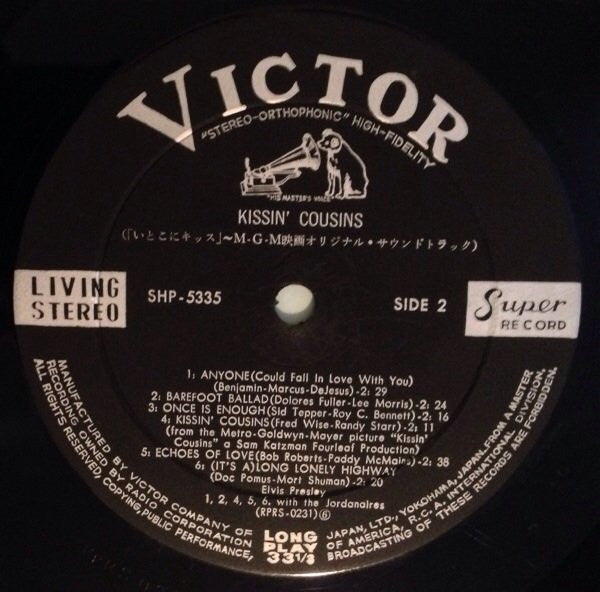 VICTOR
"STEREO-ORTHOPHONIC" HIGH-FIDELITY
"HIS MASTER'S VOICE"
KISSIN' COUSINS
(「いとこにキッス」～M-G-M映画オリジナル・サウンドトラック)
LIVING
STEREO
SHP-5335
SIDE 2
Super
RECORD
1: ANYONE(Could Fall In Love With You)
(Benjamin-Marcus-DeJesus)-2: 29
2: BAREFOOT BALLAD(Dolores Fuller-Lee Morris)-2: 24
3: ONCE IS ENOUGH(Sid Tepper-Roy C. Bennett)-2: 16
4: KISSIN' COUSINS(Fred Wise-Randy Starr)-2: 11
(from the Metro-Goldwyn-Mayer picture "Kissin'
Cousins" a Sam Katzman Fourleaf Production)
5: ECHOES OF LOVE(Bob Roberts-Paddy McMains)-2: 38
6: (IT'S A)LONG LONELY HIGHWAY
(Doc Pomus-Mort Shuman)-2: 20
Elvis Presley
1, 2, 4, 5, 6. with the Jordanaires
(RPRS-0231)⑥
LONG
PLAY
33 1/3
MANUFACTURED BY VICTOR COMPANY OF JAPAN, LTD., YOKOHAMA, JAPAN. FROM A MASTER
RECORDING OWNED BY RADIO CORPORATION OF AMERICA, R.C.A. INTERNATIONAL DIVISION.
ALL RIGHTS RESERVED, COPYING, PUBLIC PERFORMANCE, BROADCASTING OF THESE RECORDS ARE FORBIDDEN.